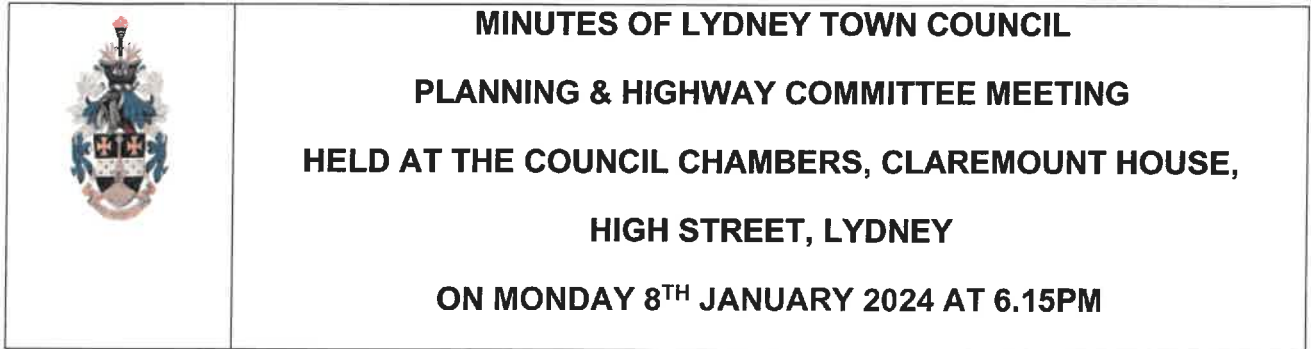 MINUTES OF LYDNEY TOWN COUNCIL
PLANNING & HIGHWAY COMMITTEE MEETING
HELD AT THE COUNCIL CHAMBERS, CLAREMOUNT HOUSE,
HIGH STREET, LYDNEY
ON MONDAY 8TH JANUARY 2024 AT 6.15PM